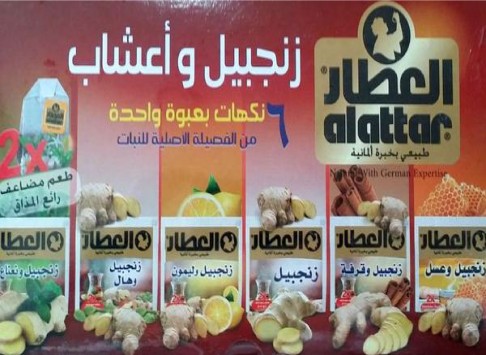 زنجبيل و أعشاب
٦ نكهات بعبوة واحدة
من الفصيلة الاصلية للنبات
العطار
alattar
طبيعي بخبرة ألمانية
With German Expertise
2x
طعم مضاعف
رائع المذاق
العطار
زنجبيل ونعناع
العطار
زنجبيل وهال
العطار
زنجبيل وليمون
العطار
زنجبيل
العطار
زنجبيل وقرفة
العطار
زنجبيل وعسل